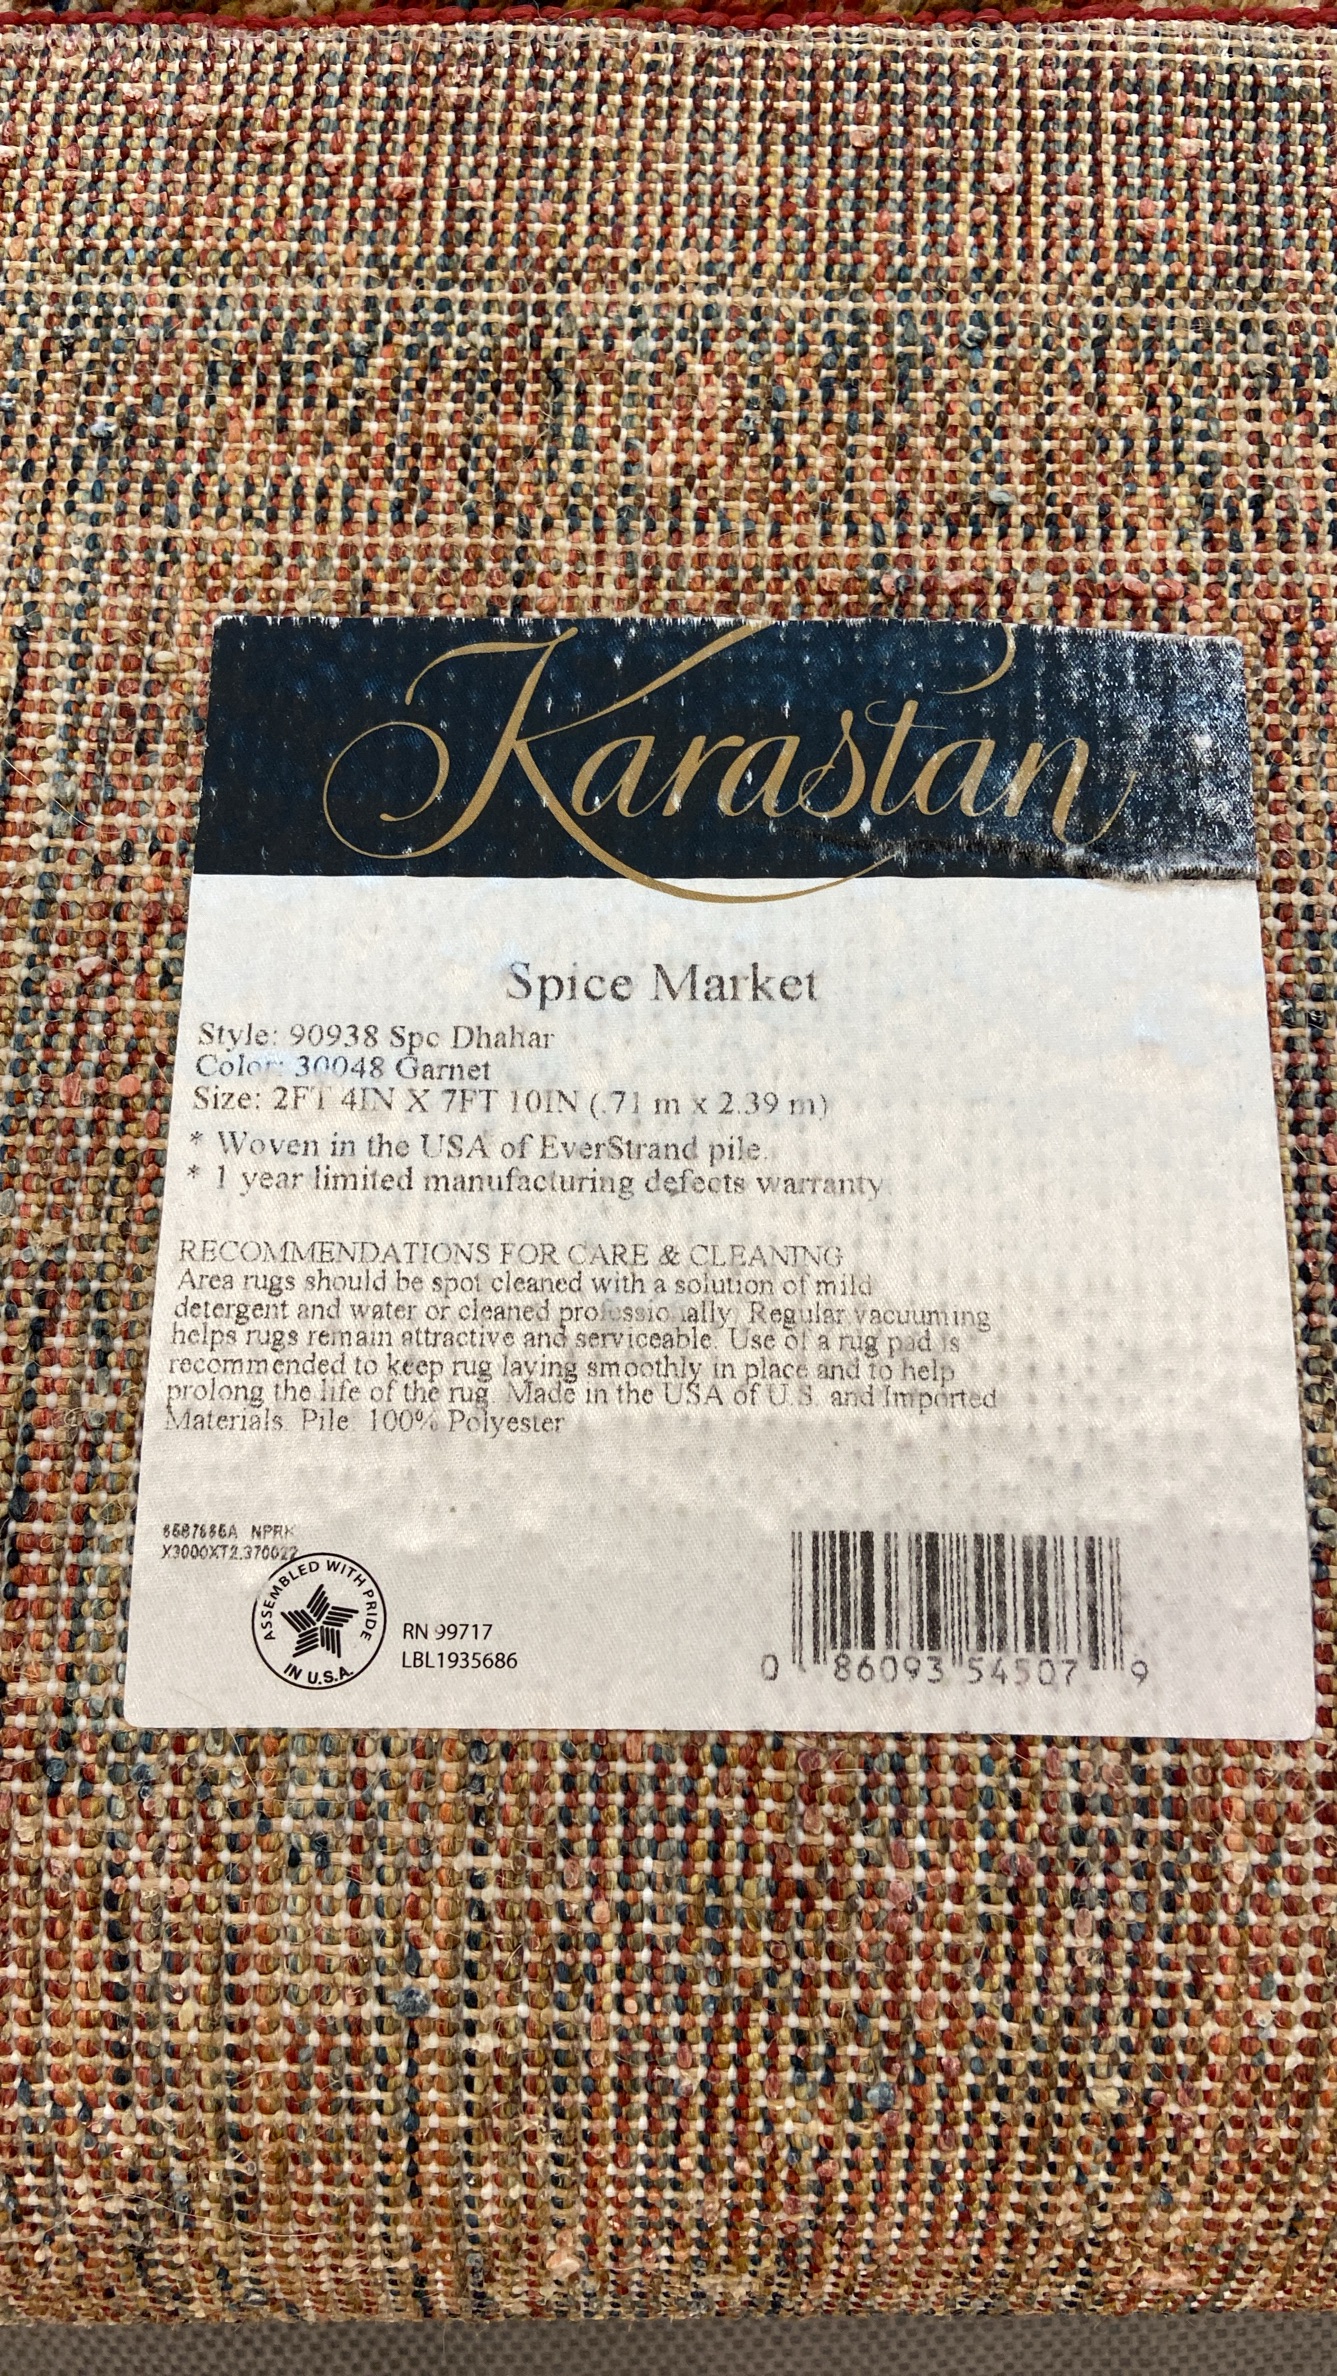 Karastan
Spice Market
Style: 90938 Spc Dhahar
Color: 30048 Garnet
Size: 2FT 4IN X 7FT 10IN (.71 m x 2.39 m)
* Woven in the USA of EverStrand pile.
* 1 year limited manufacturing defects warranty
RECOMMENDATIONS FOR CARE & CLEANING
Area rugs should be spot cleaned with a solution of mild
detergent and water or cleaned professionally. Regular vacuuming
helps rugs remain attractive and serviceable. Use of a rug pad is
recommended to keep rug laying smoothly in place and to help
prolong the life of the rug. Made in the USA of U.S. and Imported
Materials. Pile: 100% Polyester
NPRK
X3000XT2.370022
ASSEMBLED WITH PRIDE
IN U.S.A.
RN 99717
LBL1935686
0 86093 54507 9